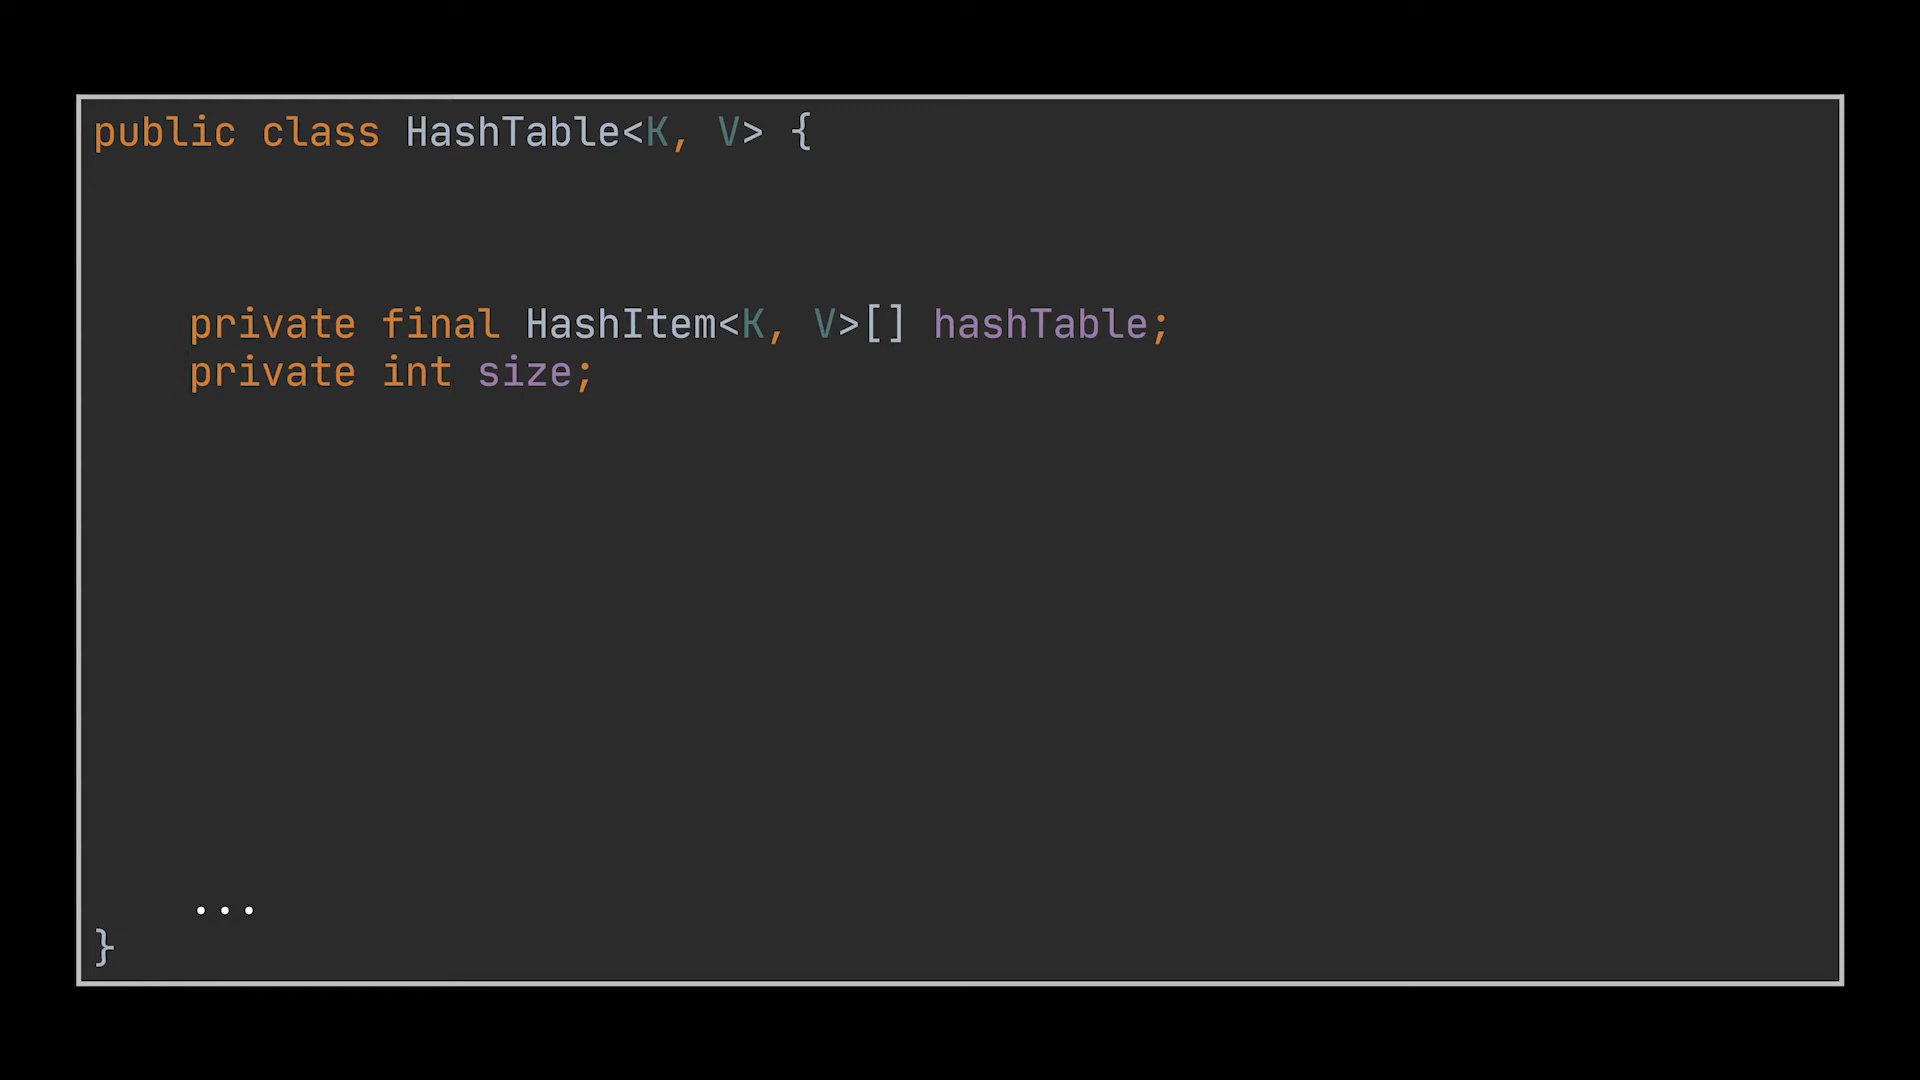 public class HashTable<K, V> {
private final HashItem<K, V>[] hashTable;
private int size;
...
}